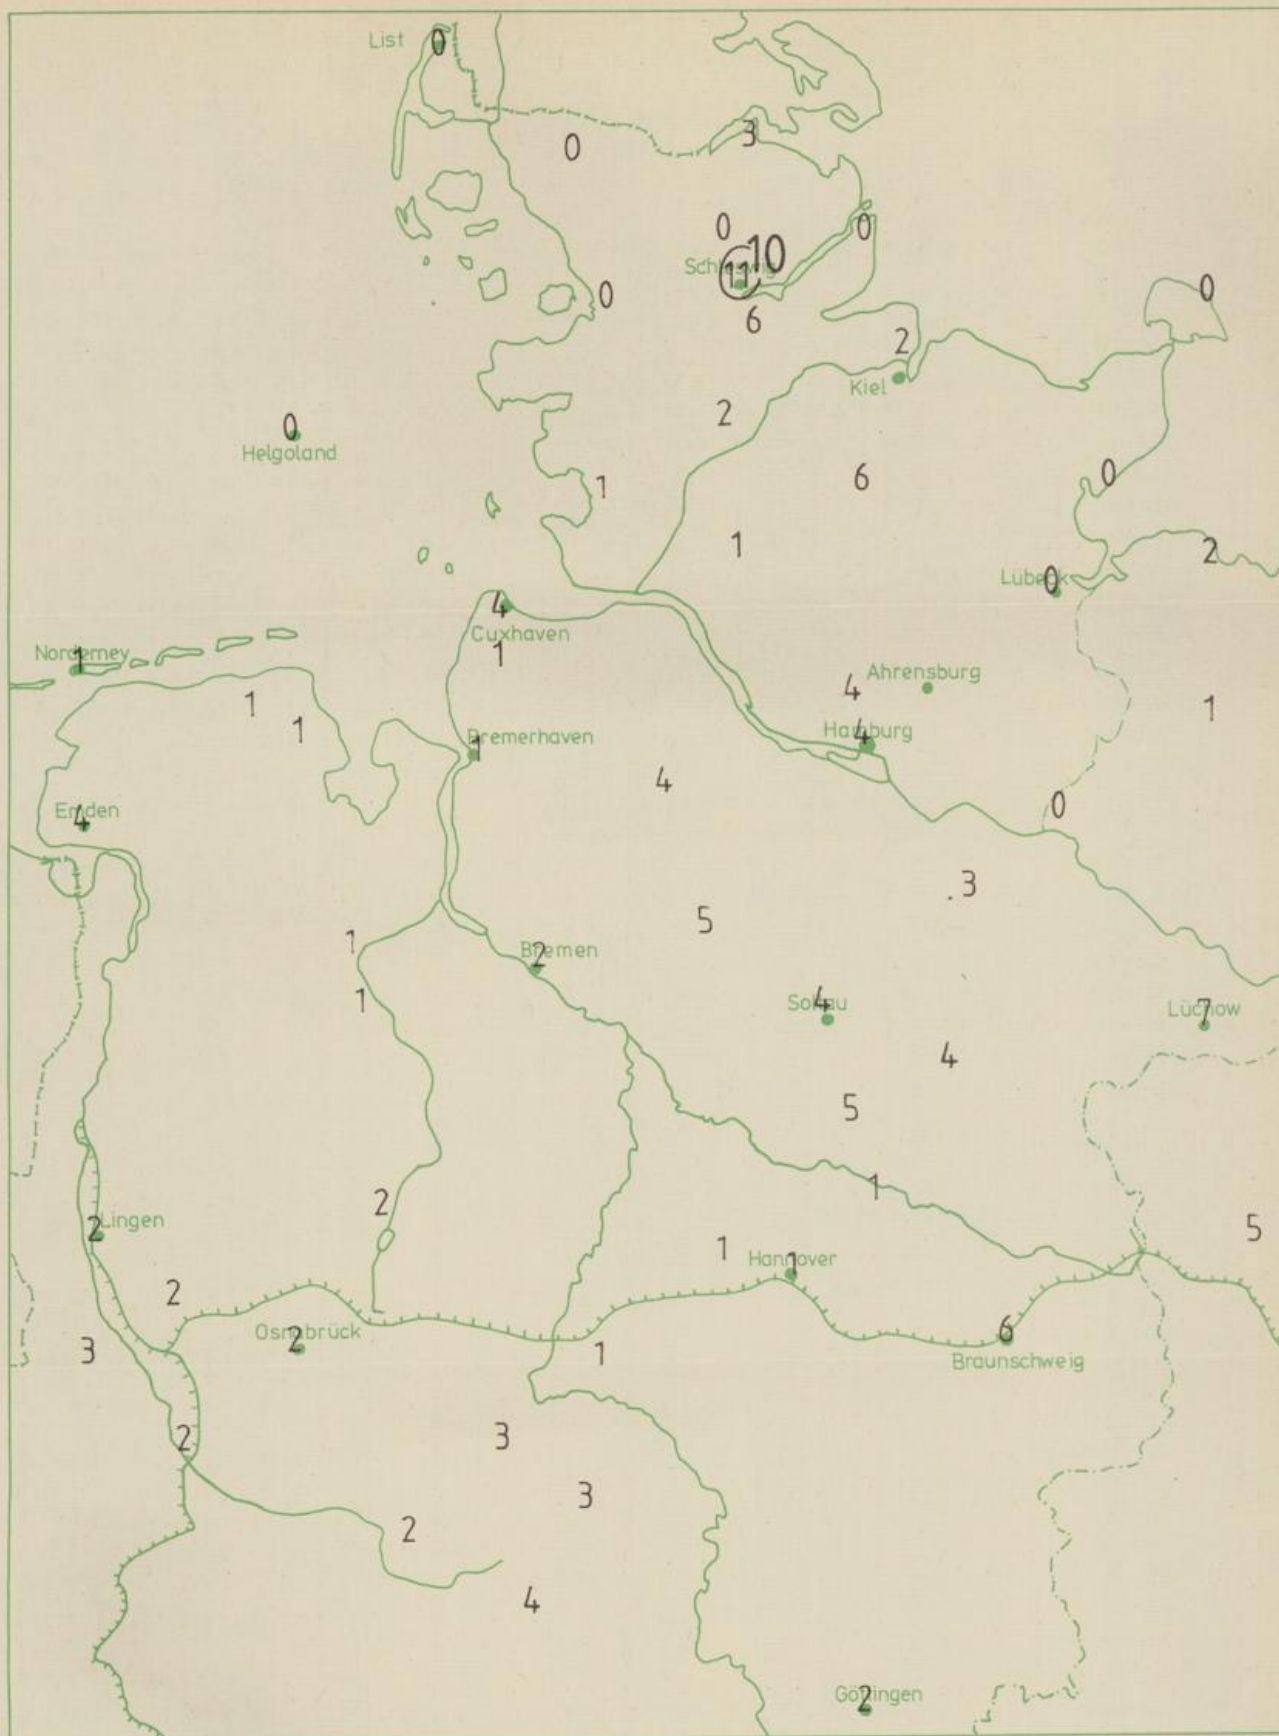 List 0
0
3
0
0
10
Schleswig 11
0
0
6
2
Kiel
2
0
Helgoland
1
6
0
1
2
Lübeck 0
4
Cuxhaven
1
Norderney 1
1
1
4
Ahrensburg
1
Hamburg 4
Bremerhaven 1
4
0
Emden 4
3
5
1
Bremen 2
1
Soltau 4
Lüchow 7
4
5
1
2
Lingen 2
1
5
Hannover 1
2
Osnabrück 2
6
Braunschweig
3
1
2
3
3
2
4
Göttingen 2